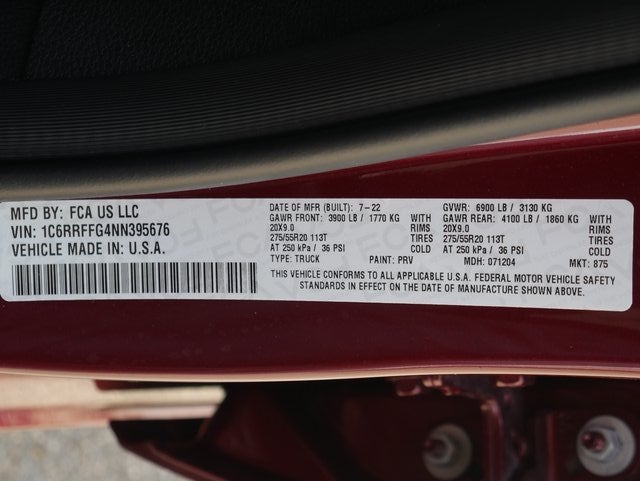 MFD BY: FCA US LLC
VIN: 1C6RRFFG4NN395676
VEHICLE MADE IN: U.S.A.
DATE OF MFR (BUILT): 7-22
GAWR FRONT: 3900 LB / 1770 KG
20X9.0 WITH
275/55R20 113T TIRES
AT 250 kPa / 36 PSI COLD
TYPE: TRUCK PAINT: PRV
GVWR: 6900 LB / 3130 KG
GAWR REAR: 4100 LB / 1860 KG
20X9.0 WITH
275/55R20 113T TIRES
AT 250 kPa / 36 PSI COLD
MDH: 071204 MKT: 875
THIS VEHICLE CONFORMS TO ALL APPLICABLE U.S.A. FEDERAL MOTOR VEHICLE SAFETY
STANDARDS IN EFFECT ON THE DATE OF MANUFACTURE SHOWN ABOVE.